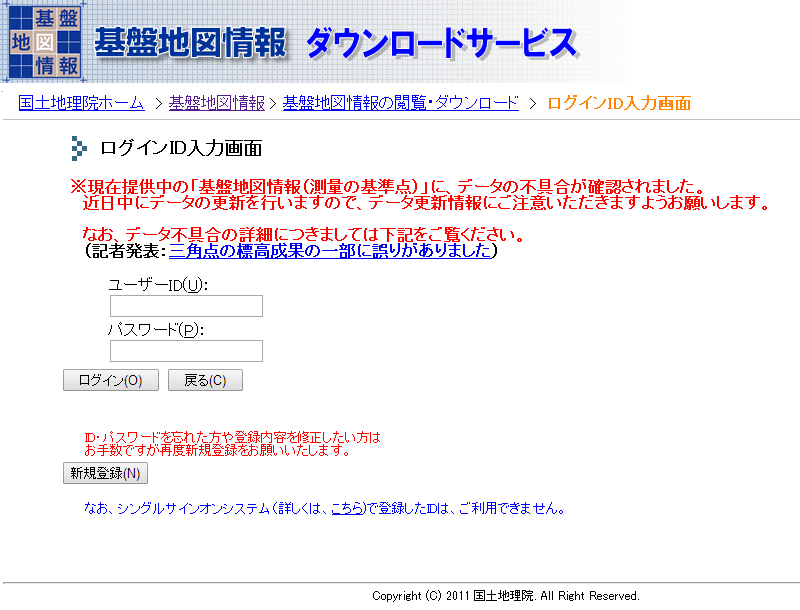 基盤
地図
情報
基盤地図情報 ダウンロードサービス
国土地理院ホーム > 基盤地図情報 > 基盤地図情報の閲覧・ダウンロード > ログインID入力画面
ログインID入力画面
※現在提供中の「基盤地図情報(測量の基準点)」に、データの不具合が確認されました。
近日中にデータの更新を行いますので、データ更新情報にご注意いただきますようお願いします。
なお、データ不具合の詳細につきましては下記をご覧ください。
(記者発表:三角点の標高成果の一部に誤りがありました)
ユーザーID(U):
パスワード(P):
ログイン(O) 戻る(C)
ID・パスワードを忘れた方や登録内容を修正したい方は
お手数ですが再度新規登録をお願いいたします。
新規登録(N)
なお、シングルサインオンシステム(詳しくは、こちら)で登録したIDは、ご利用できません。
Copyright (C) 2011 国土地理院. All Right Reserved.